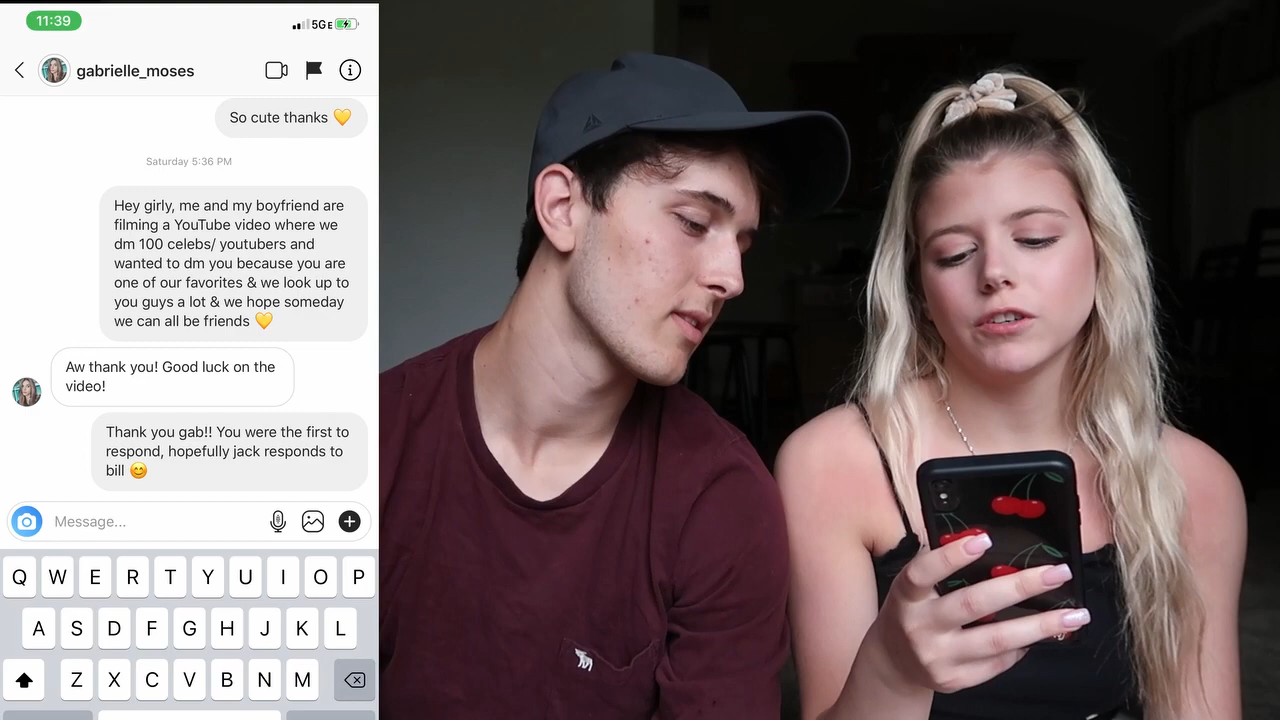 11:39
5GE
gabrielle_moses
So cute thanks 💛
Saturday 5:36 PM
Hey girly, me and my boyfriend are
filming a YouTube video where we
dm 100 celebs/ youtubers and
wanted to dm you because you are
one of our favorites & we look up to
you guys a lot & we hope someday
we can all be friends 💛
Aw thank you! Good luck on the
video!
Thank you gab!! You were the first to
respond, hopefully jack responds to
bill 😊
Message...
Q W E R T Y U I O P
A S D F G H J K L
Z X C V B N M